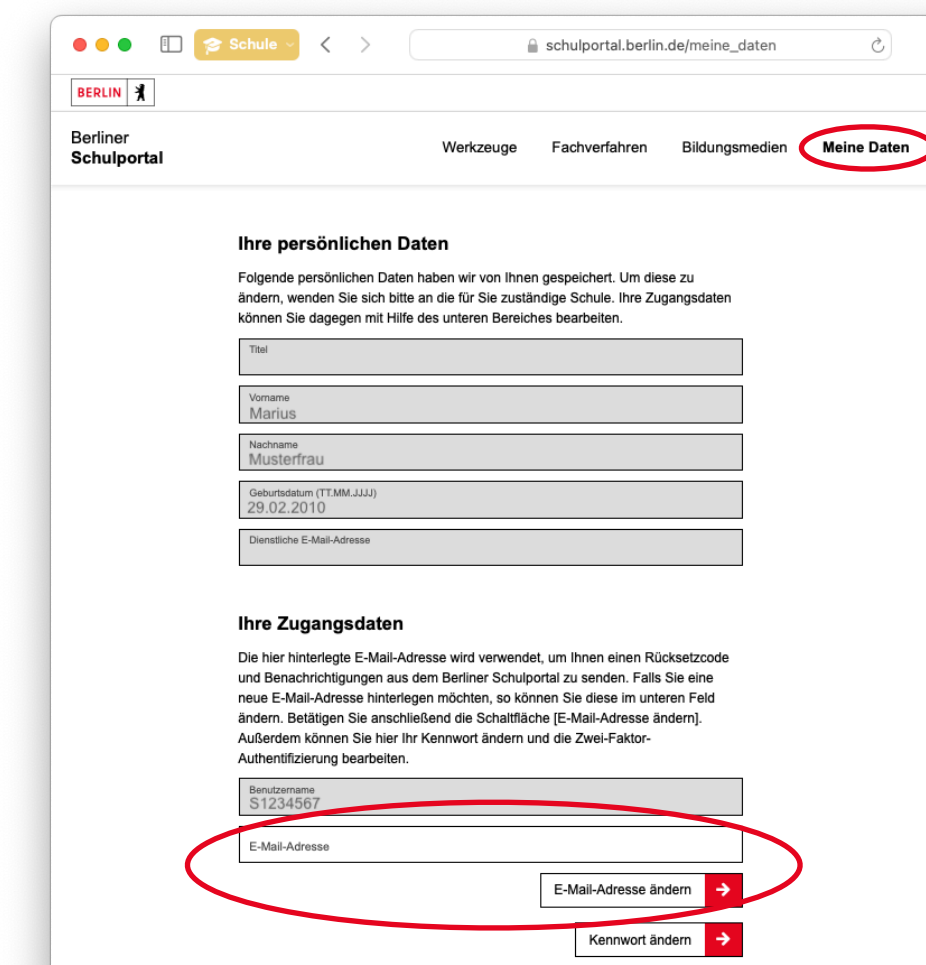 Schule
schulportal.berlin.de/meine_daten
BERLIN
Berliner
Schulportal
Werkzeuge Fachverfahren Bildungsmedien Meine Daten
Ihre persönlichen Daten
Folgende persönlichen Daten haben wir von Ihnen gespeichert. Um diese zu
ändern, wenden Sie sich bitte an die für Sie zuständige Schule. Ihre Zugangsdaten
können Sie dagegen mit Hilfe des unteren Bereiches bearbeiten.
Titel
Vorname
Marius
Nachname
Musterfrau
Geburtsdatum (TT.MM.JJJJ)
29.02.2010
Dienstliche E-Mail-Adresse
Ihre Zugangsdaten
Die hier hinterlegte E-Mail-Adresse wird verwendet, um Ihnen einen Rücksetzcode
und Benachrichtigungen aus dem Berliner Schulportal zu senden. Falls Sie eine
neue E-Mail-Adresse hinterlegen möchten, so können Sie diese im unteren Feld
ändern. Betätigen Sie anschließend die Schaltfläche [E-Mail-Adresse ändern].
Außerdem können Sie hier Ihr Kennwort ändern und die Zwei-Faktor-
Authentifizierung bearbeiten.
Benutzername
S1234567
E-Mail-Adresse
E-Mail-Adresse ändern
Kennwort ändern